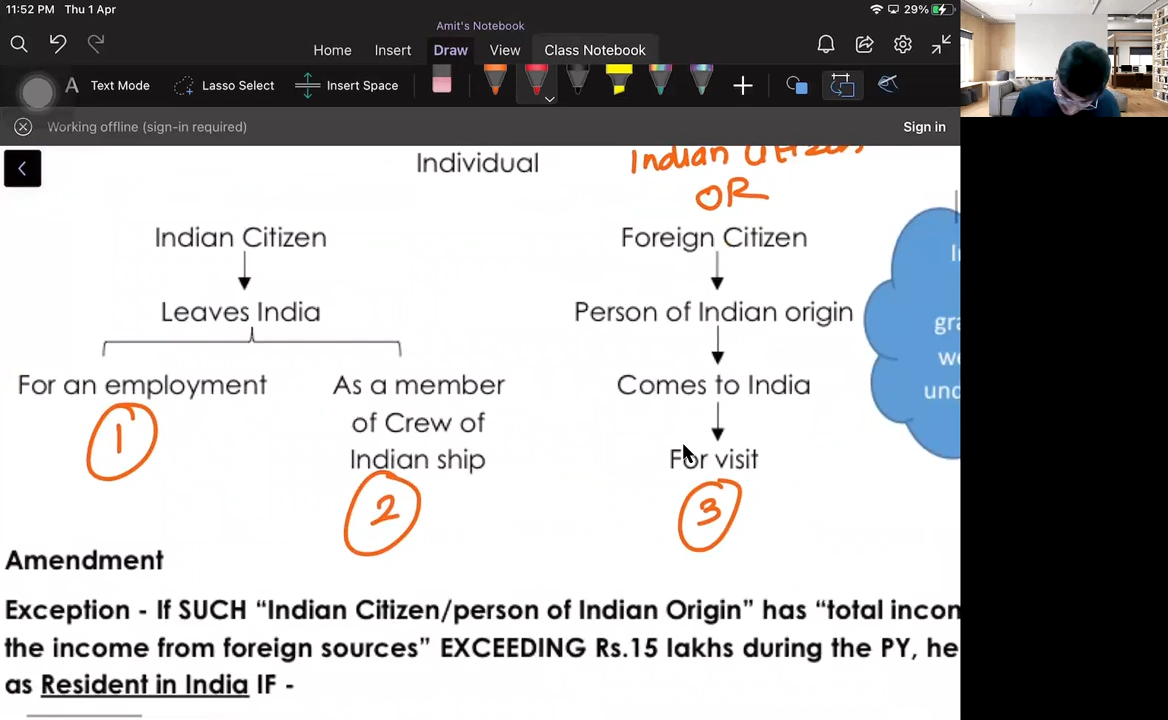 11:52 PM Thu 1 Apr
29%
Amit's Notebook
Home Insert Draw View Class Notebook
A Text Mode Lasso Select Insert Space
Working offline (sign-in required) Sign in
Indian Citizen
OR
Individual
Indian Citizen
Leaves India
For an employment
1
As a member
of Crew of
Indian ship
2
Foreign Citizen
Person of Indian origin
Comes to India
For visit
3
we
Amendment
Exception - If SUCH “Indian Citizen/person of Indian Origin” has “total
the income from foreign sources” EXCEEDING Rs.15 lakhs during the PY, he
as Resident in India IF -